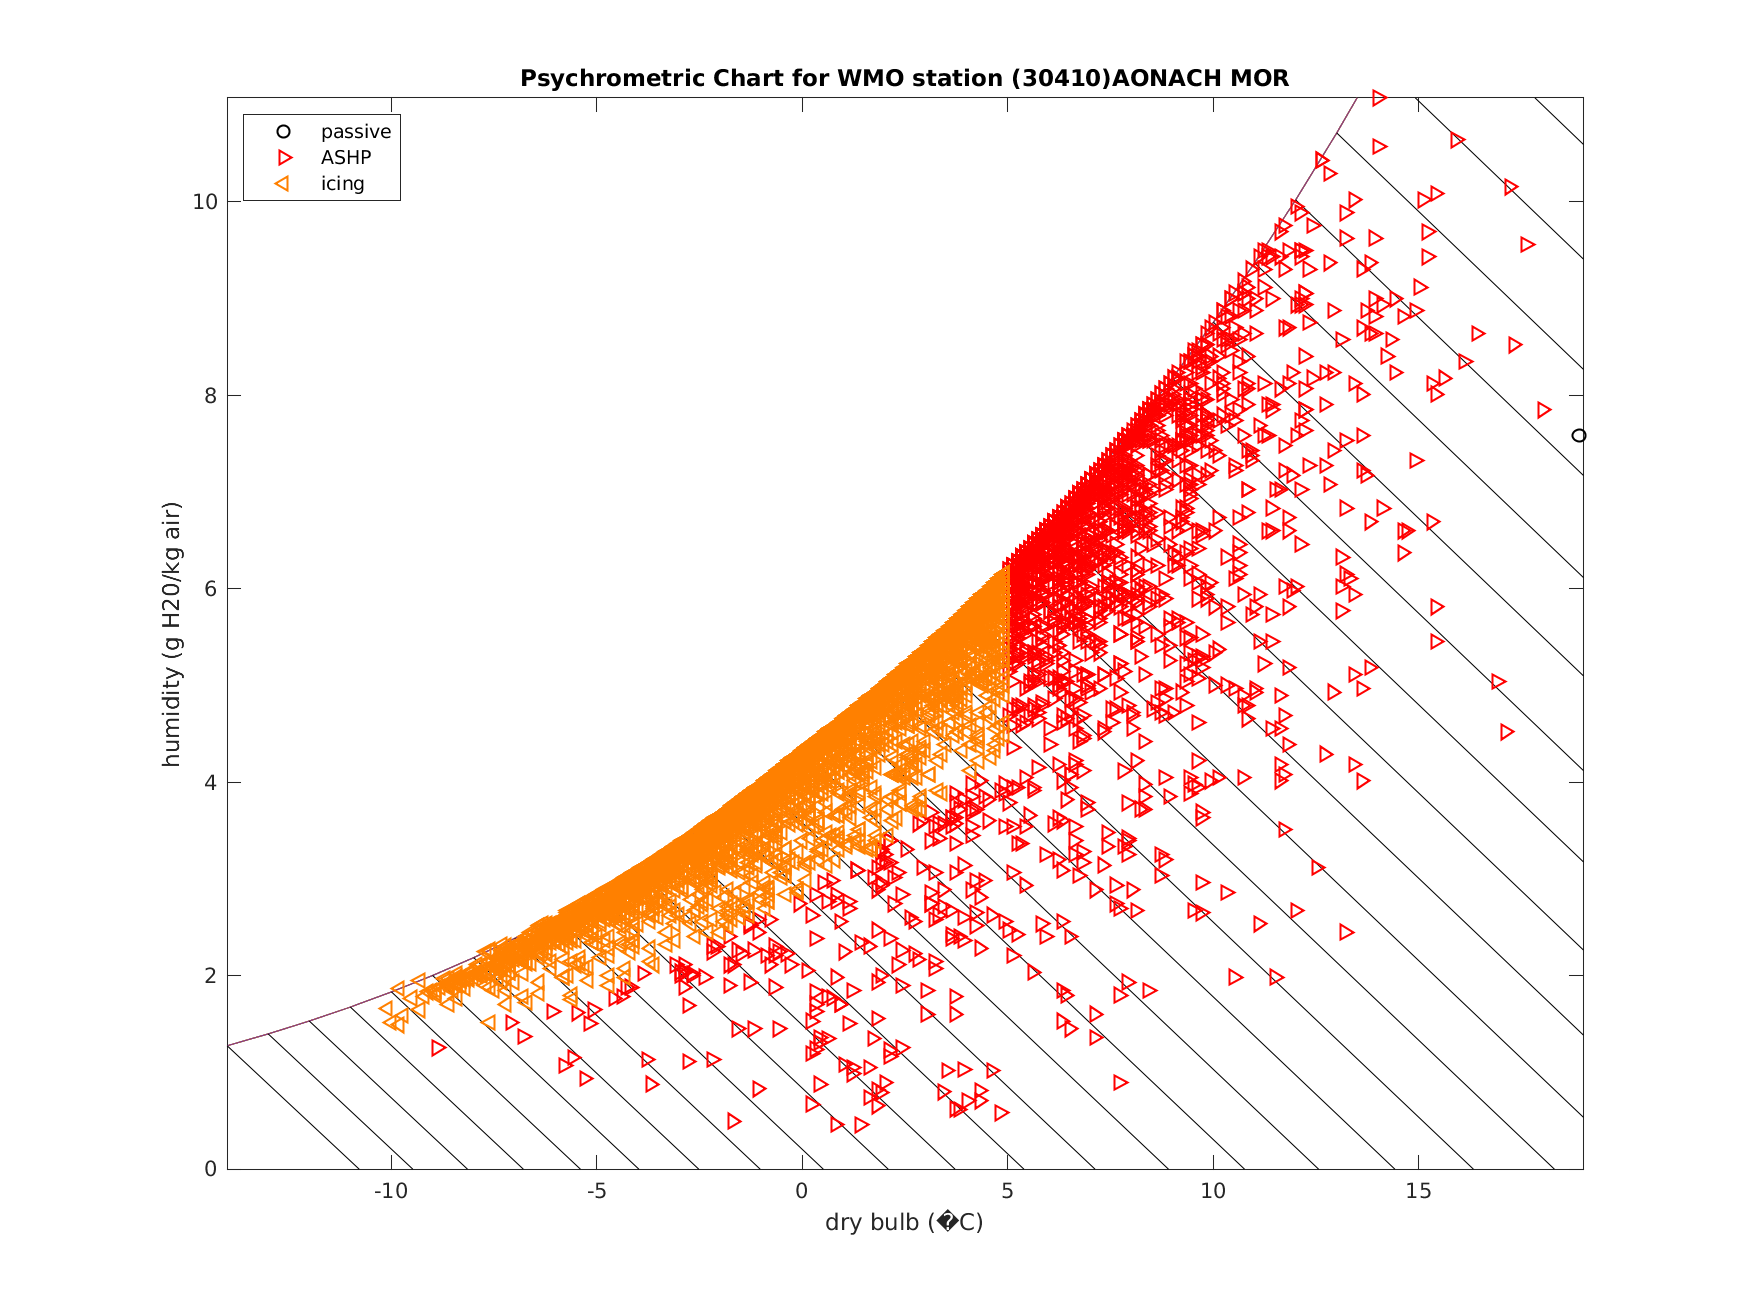 Psychrometric Chart for WMO station (30410)AONACH MOR
passive
ASHP
icing
humidity (g H20/kg air)
10
8
6
4
2
0
-10
-5
0
5
10
15
dry bulb (�C)